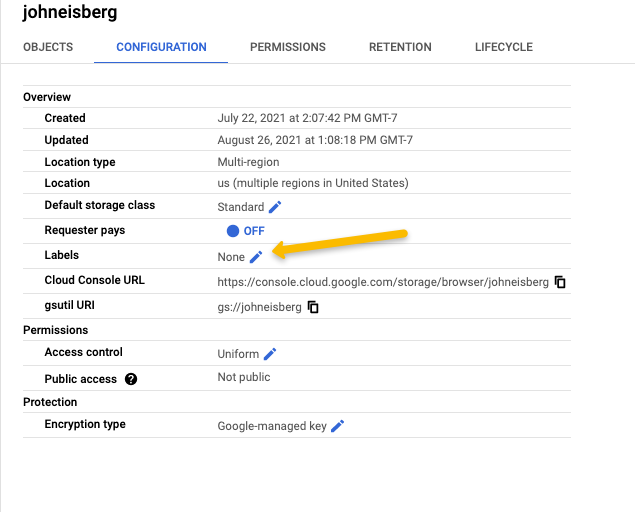 johneisberg
OBJECTS CONFIGURATION PERMISSIONS RETENTION LIFECYCLE
Overview
Created July 22, 2021 at 2:07:42 PM GMT-7
Updated August 26, 2021 at 1:08:18 PM GMT-7
Location type Multi-region
Location us (multiple regions in United States)
Default storage class Standard
Requester pays OFF
Labels None
Cloud Console URL https://console.cloud.google.com/storage/browser/johneisberg
gsutil URI gs://johneisberg
Permissions
Access control Uniform
Public access ? Not public
Protection
Encryption type Google-managed key